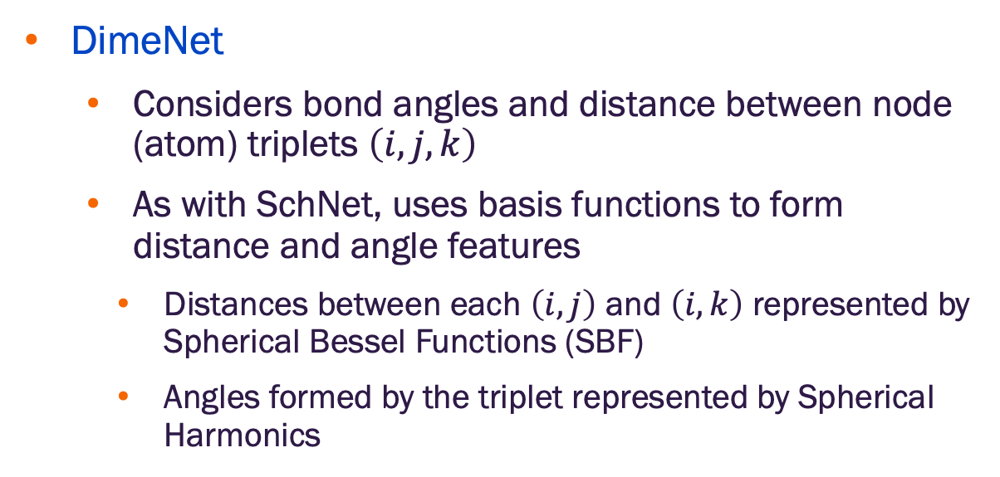 • DimeNet
• Considers bond angles and distance between node
(atom) triplets (i, j, k)
• As with SchNet, uses basis functions to form
distance and angle features
• Distances between each (i, j) and (i, k) represented by
Spherical Bessel Functions (SBF)
• Angles formed by the triplet represented by Spherical
Harmonics